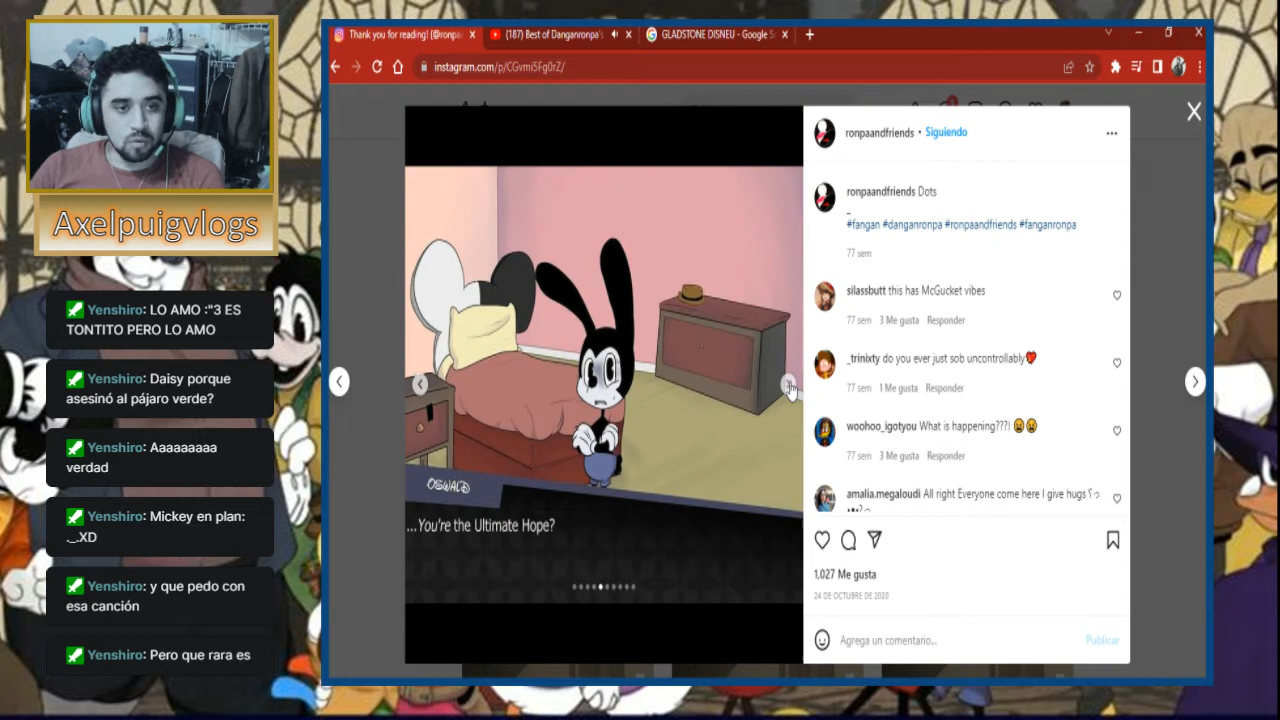 Thank you for reading! (@ronpa
(187) Best of Danganronpa's
GLADSTONE DISNEU - Google S
instagram.com/p/CGvmi5Fg0rZ/
Axelpuigvlogs
Yenshiro: LO AMO :"3 ES
TONTITO PERO LO AMO
Yenshiro: Daisy porque
asesinó al pájaro verde?
Yenshiro: Aaaaaaaaa
verdad
Yenshiro: Mickey en plan:
._.XD
Yenshiro: y que pedo con
esa canción
Yenshiro: Pero que rara es
OSWALD
...You're the Ultimate Hope?
ronpaandfriends • Siguiendo
ronpaandfriends Dots
_
#fangan #danganronpa #ronpaandfriends #fanganronpa
77 sem
silassbutt this has McGucket vibes
77 sem 3 Me gusta Responder
_trinixty do you ever just sob uncontrollably
77 sem 1 Me gusta Responder
woohoo_igotyou What is happening???!
77 sem 3 Me gusta Responder
amalia.megaloudi All right Everyone come here I give hugs
1,027 Me gusta
24 DE OCTUBRE DE 2020
Agrega un comentario...
Publicar